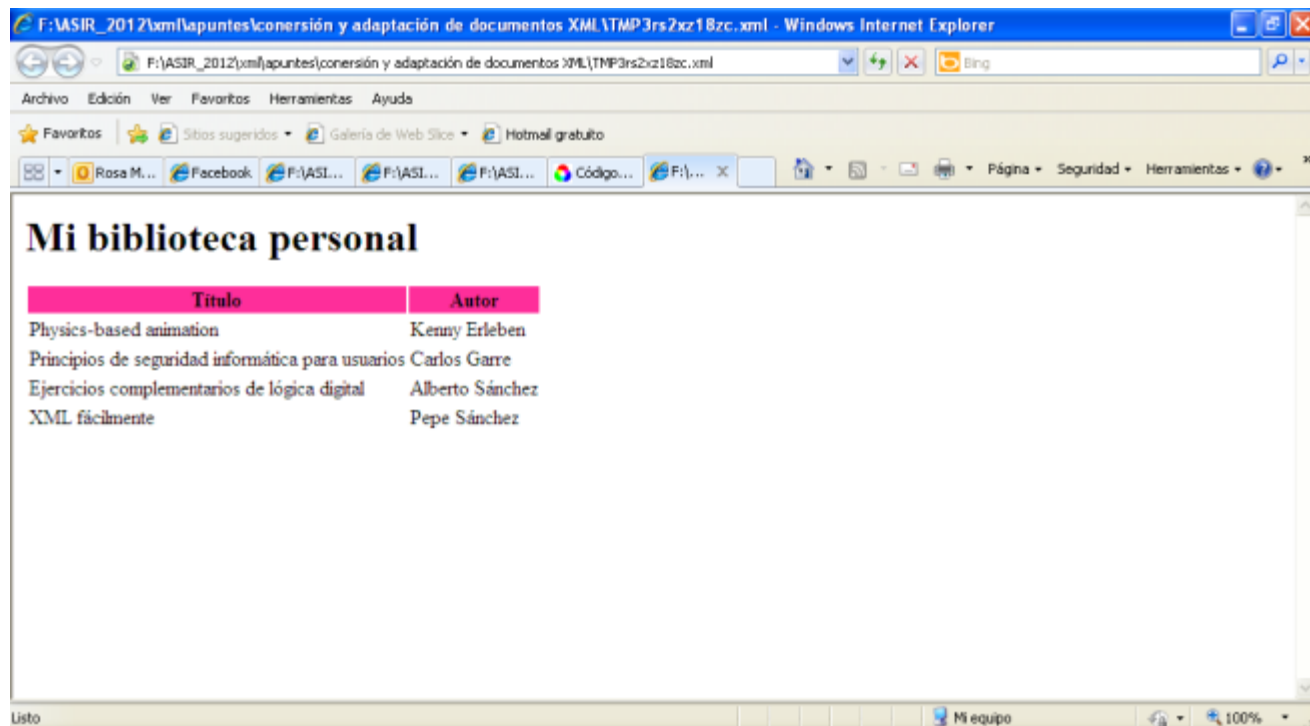 F:\ASIR_2012\xml\apuntes\conersión y adaptación de documentos XML\TMP3rs2xz18zc.xml - Windows Internet Explorer
F:\ASIR_2012\xml\apuntes\conersión y adaptación de documentos XML\TMP3rs2xz18zc.xml Bing
Archivo Edición Ver Favoritos Herramientas Ayuda
Favoritos Sitios sugeridos Galería de Web Slice Hotmail gratuito
Rosa M... Facebook F:\ASI... F:\ASI... F:\ASI... Código... F:\... X Página Seguridad Herramientas
Mi biblioteca personal
Título Autor
Physics-based animation Kenny Erleben
Principios de seguridad informática para usuarios Carlos Garre
Ejercicios complementarios de lógica digital Alberto Sánchez
XML fácilmente Pepe Sánchez
Listo Mi equipo 100%